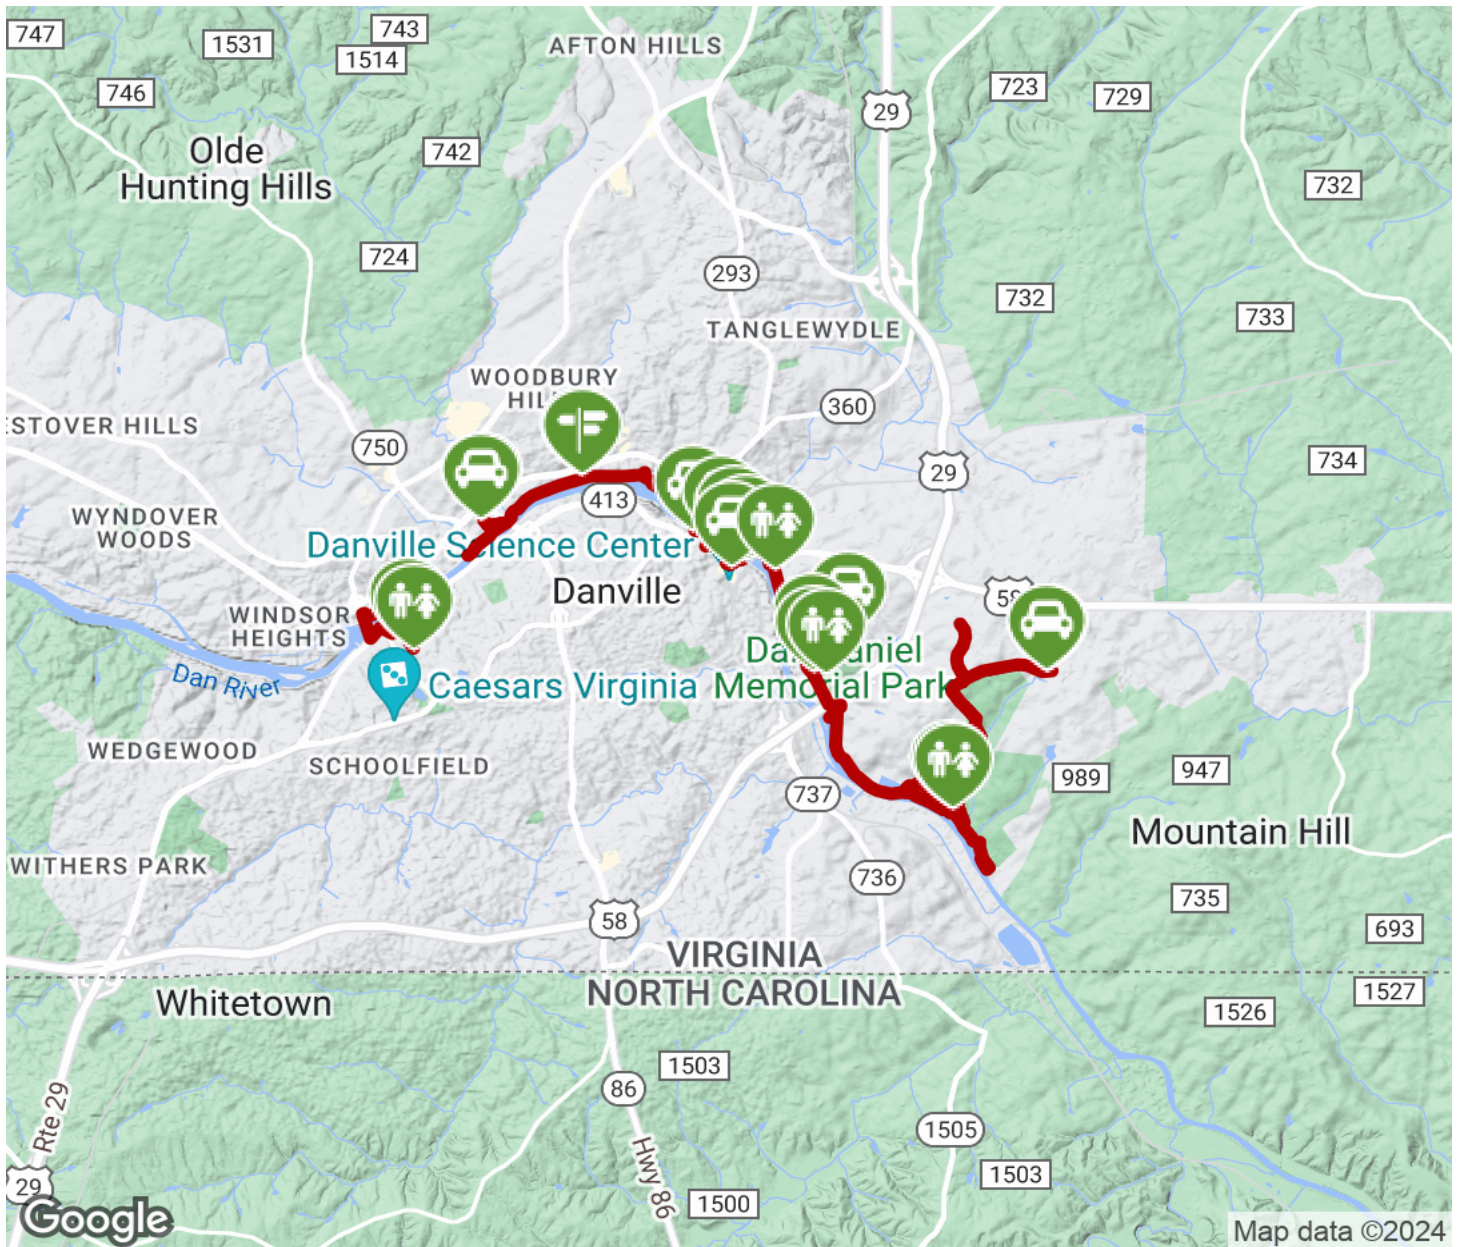 747
1531
743
1514
746
AFTON HILLS
29
723
729
742
Olde
Hunting Hills
732
724
293
732
733
TANGLEWYDLE
WOODBURY
360
ESTOVER HILLS
750
29
734
413
WYNDOVER
WOODS
Danville Science Center
Danville
58
WINDSOR
HEIGHTS
Memorial Park
Dan River
Caesars Virginia
WEDGEWOOD
SCHOOLFIELD
989
947
737
Mountain Hill
WITHERS PARK
736
735
58
693
VIRGINIA
NORTH CAROLINA
Whitetown
1527
1526
1503
86
Rte 29
1505
Hwy 86
1503
29
1500
Google
Map data ©2024